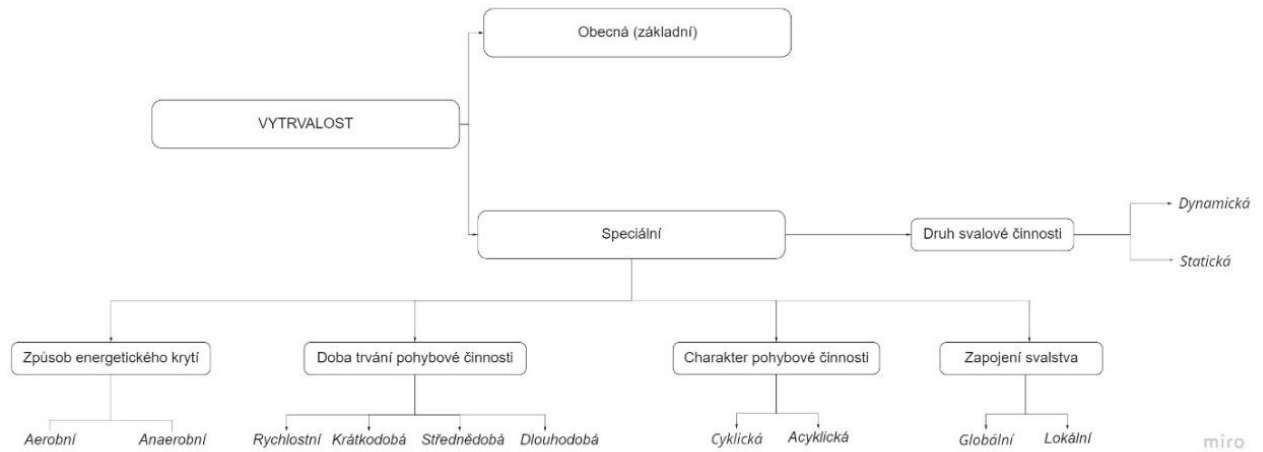 Obecná (základní)
VYTRVALOST
Speciální
Druh svalové činnosti
Dynamická
Statická
Způsob energetického krytí
Doba trvání pohybové činnosti
Charakter pohybové činnosti
Zapojení svalstva
Aerobní
Anaerobní
Rychlostní
Krátkodobá
Střednědobá
Dlouhodobá
Cyklická
Acyklická
Globální
Lokální
miro